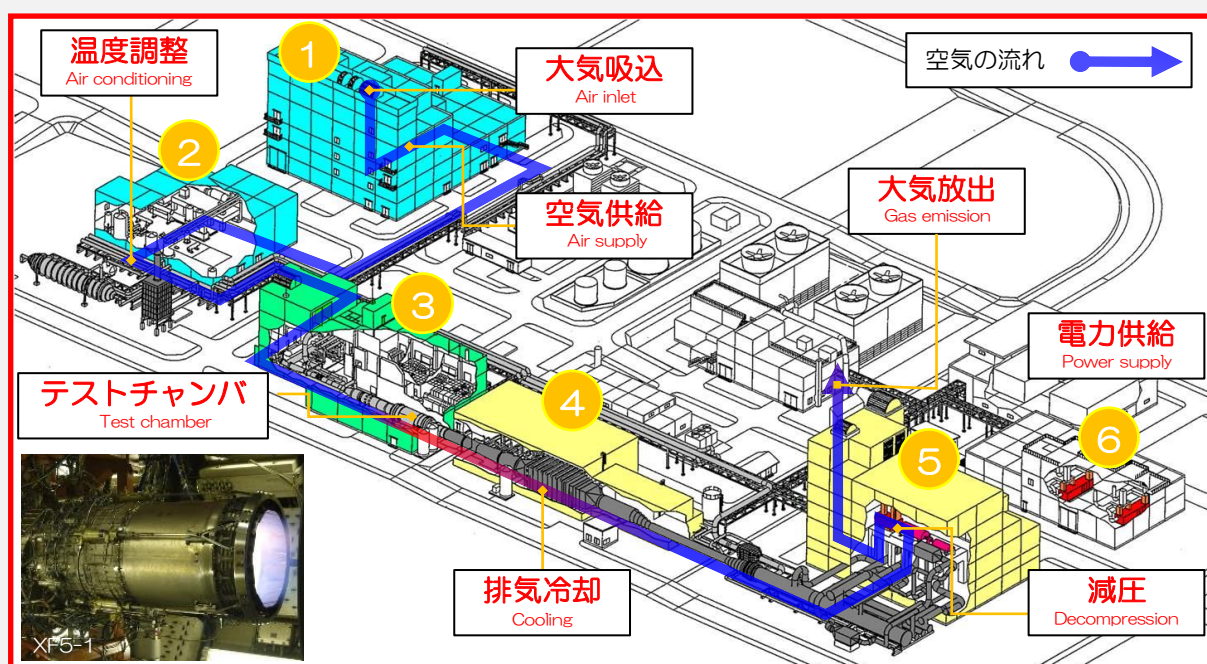 温度調整
Air conditioning
1
大気吸込
Air inlet
空気の流れ
2
空気供給
Air supply
大気放出
Gas emission
3
電力供給
Power supply
テストチャンバ
Test chamber
4
5
6
XF5-1
排気冷却
Cooling
減圧
Decompression